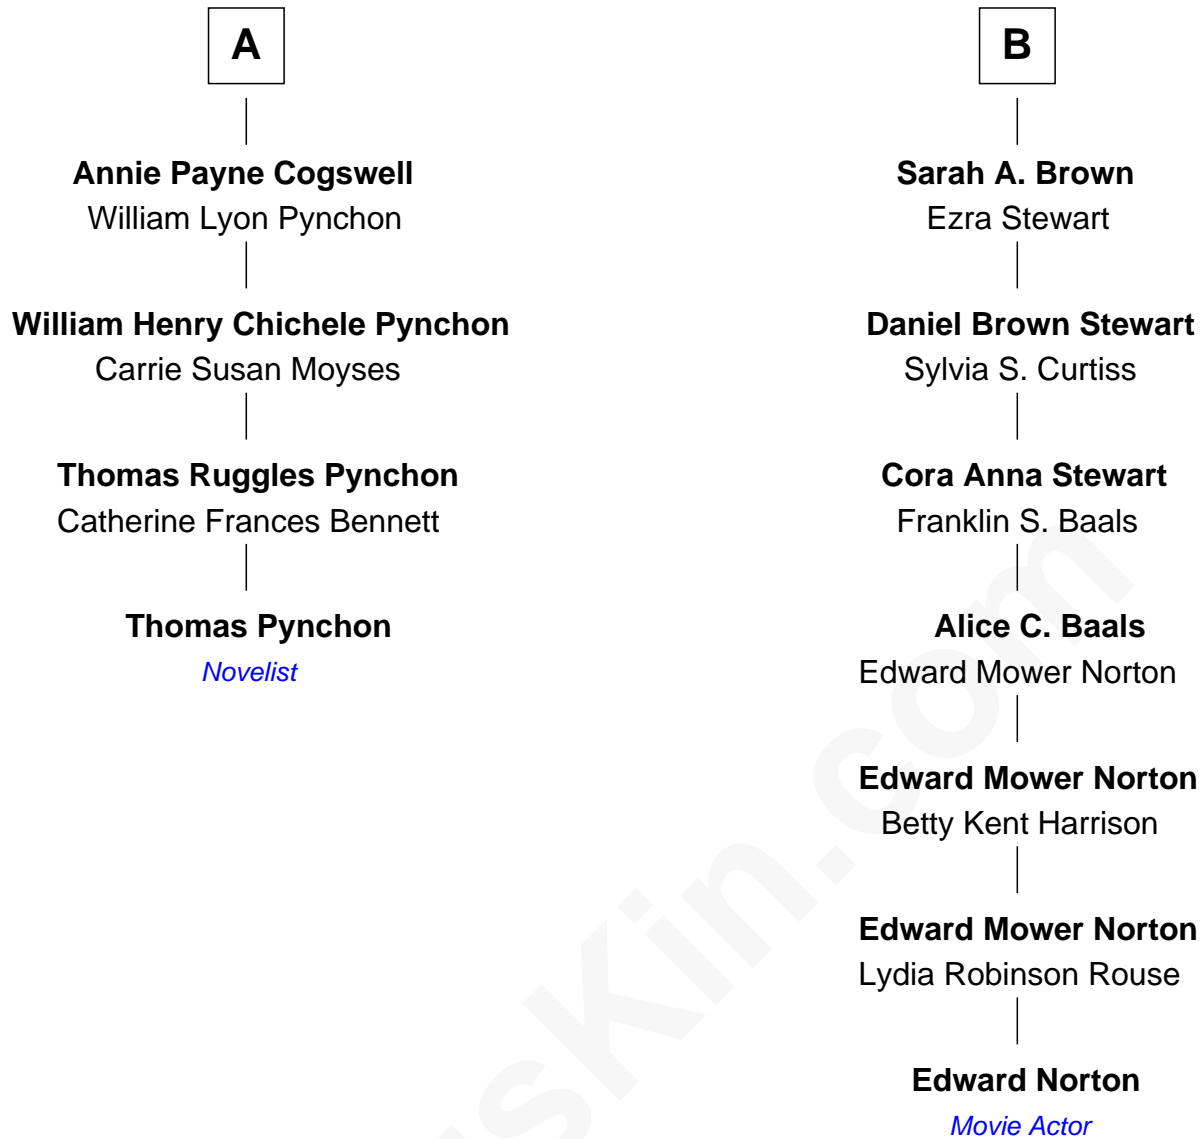 A
Annie Payne Cogswell
William Lyon Pynchon
William Henry Chichele Pynchon
Carrie Susan Moyses
Thomas Ruggles Pynchon
Catherine Frances Bennett
Thomas Pynchon
Novelist
B
Sarah A. Brown
Ezra Stewart
Daniel Brown Stewart
Sylvia S. Curtiss
Cora Anna Stewart
Franklin S. Baals
Alice C. Baals
Edward Mower Norton
Edward Mower Norton
Betty Kent Harrison
Edward Mower Norton
Lydia Robinson Rouse
Edward Norton
Movie Actor
sKin.com